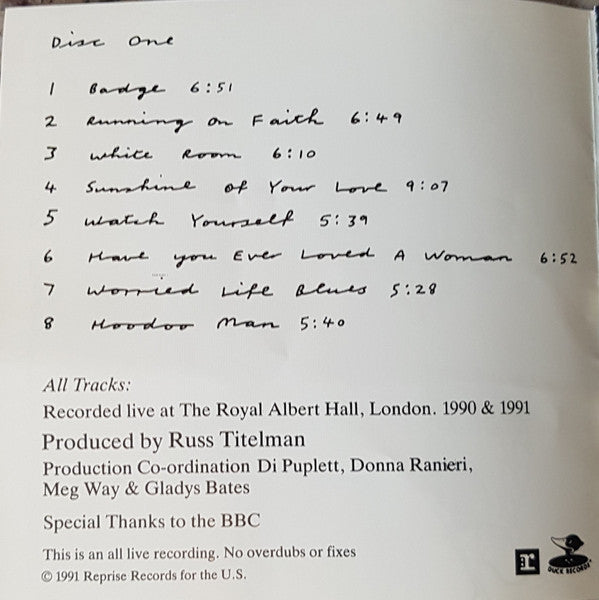 Disc One
1 Badge 6:51
2 Running On Faith 6:49
3 White Room 6:10
4 Sunshine of Your Love 9:07
5 Watch Yourself 5:39
6 Have you Ever Loved A Woman 6:52
7 Worried Life Blues 5:28
8 Hoodoo Man 5:40
All Tracks:
Recorded live at The Royal Albert Hall, London. 1990 & 1991
Produced by Russ Titelman
Production Co-ordination Di Puplett, Donna Ranieri,
Meg Way & Gladys Bates
Special Thanks to the BBC
This is an all live recording. No overdubs or fixes
© 1991 Reprise Records for the U.S.
r
DUCK RECORDS